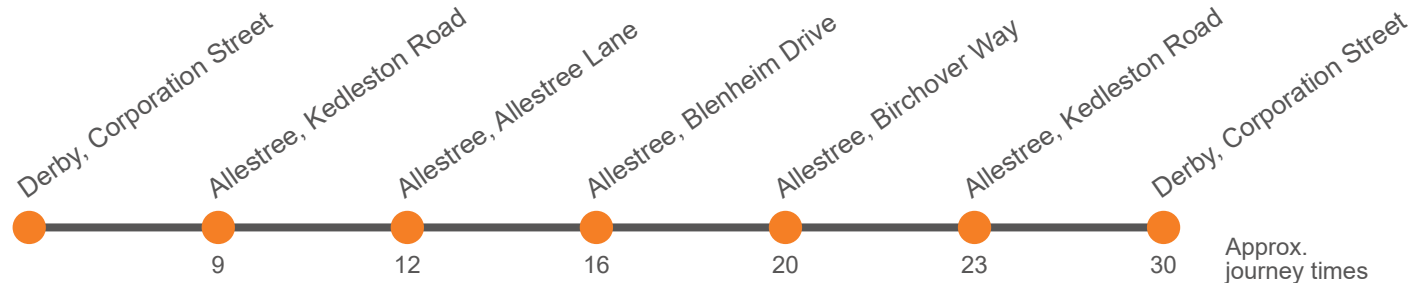 Derby, Corporation Street
Allestree, Kedleston Road
Allestree, Allestree Lane
Allestree, Blenheim Drive
Allestree, Birchover Way
Allestree, Kedleston Road
Derby, Corporation Street
9
12
16
20
23
30
Approx.
journey times